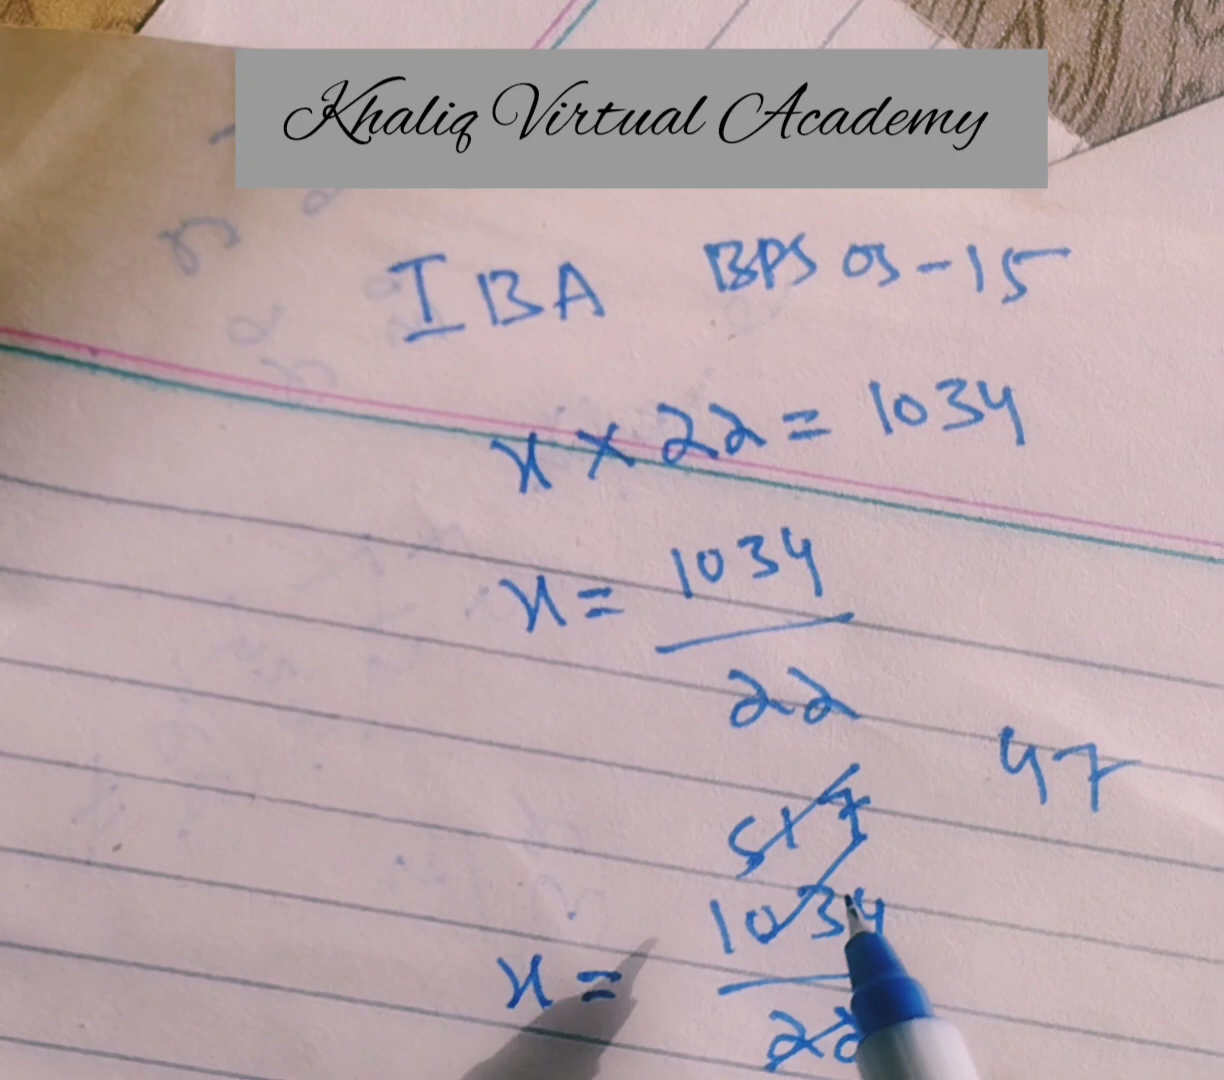 Khaliq Virtual Academy
IBA BPS 05-15
x × 22 = 1034
x = 1034
22
47
1034
x =
22